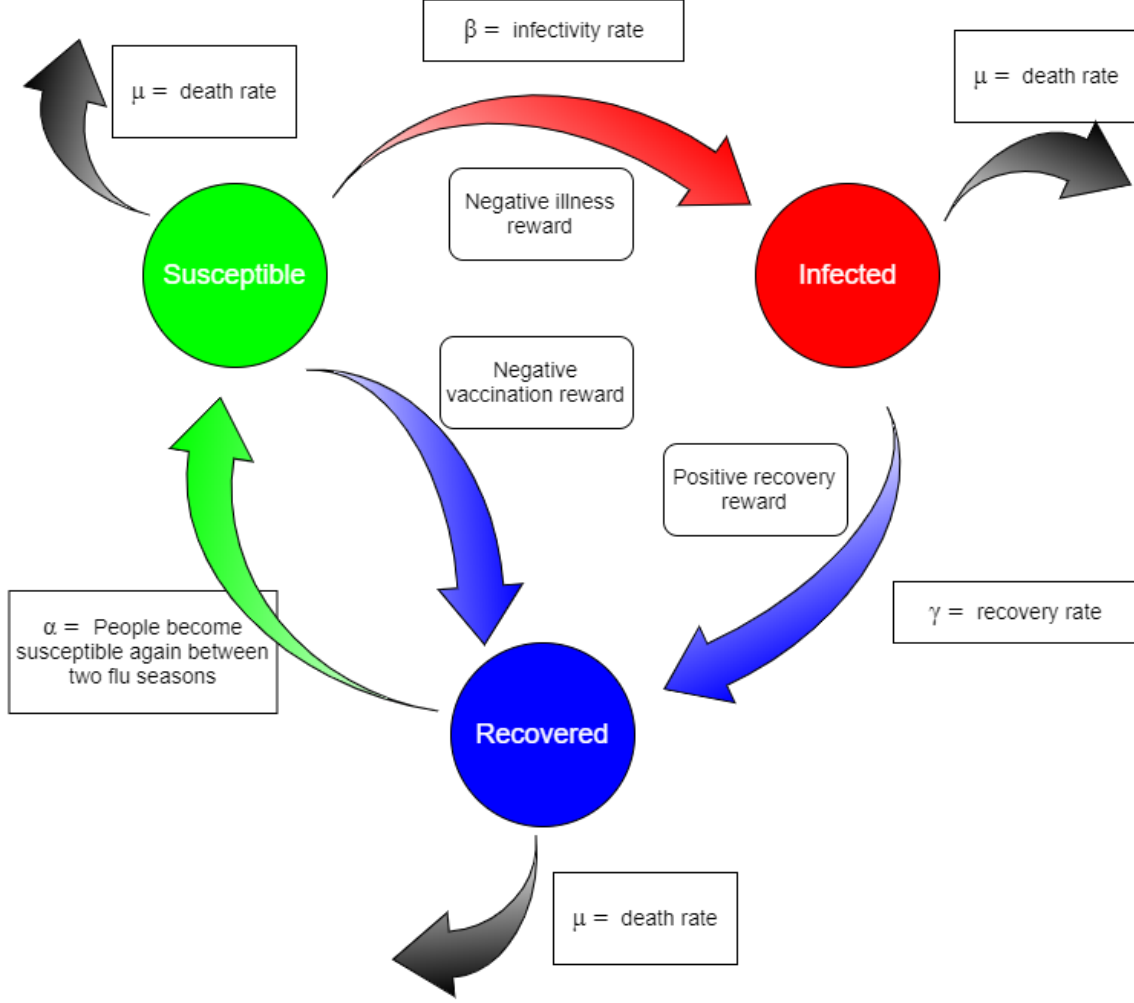 β = infectivity rate
μ = death rate
μ = death rate
Negative illness
reward
Susceptible
Infected
Negative
vaccination reward
Positive recovery
reward
α = People become
susceptible again between
two flu seasons
γ = recovery rate
Recovered
μ = death rate